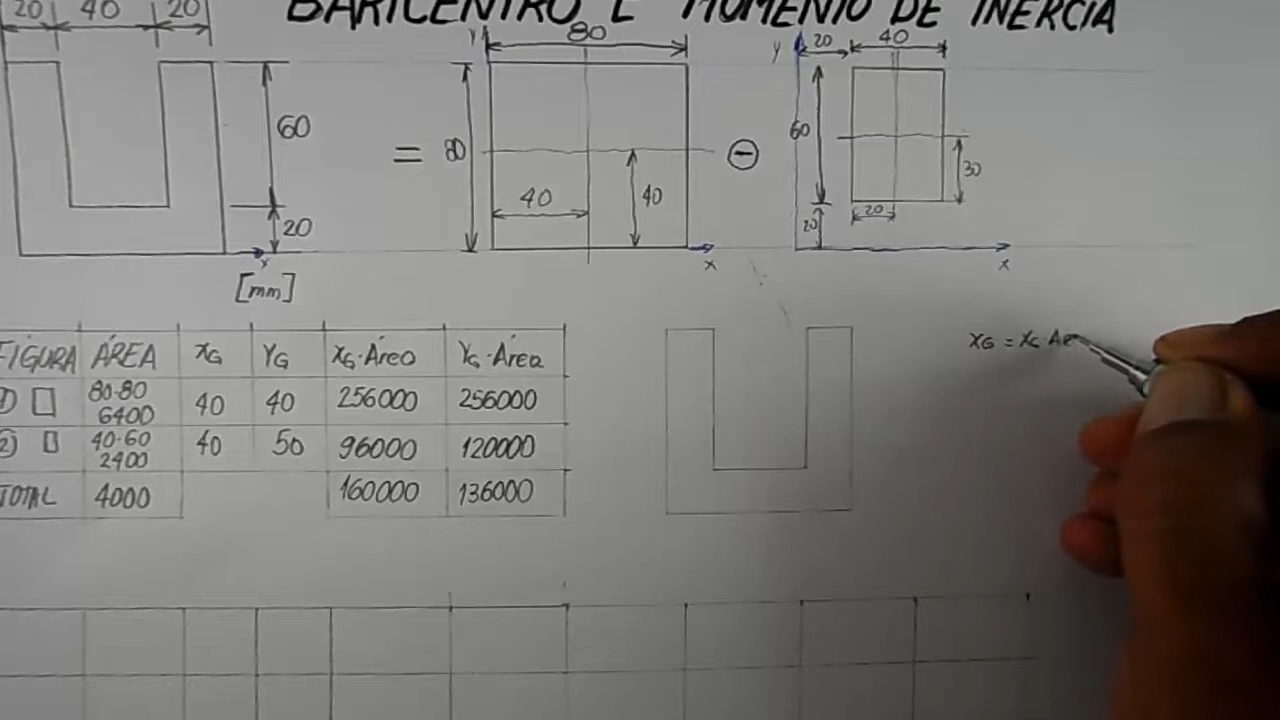 BARICENTRO E MOMENTO DE INÉRCIA
20 40 20
60
20
x
[mm]
=
y
80
80
40
40
x
⊖
y
20
40
60
30
20
20
x
FIGURA ÁREA XG YG XG·Área YG·Área
1) 80·80 6400 40 40 256000 256000
2) 40·60 2400 40 50 96000 120000
TOTAL 4000 160000 136000
XG = XG Áre